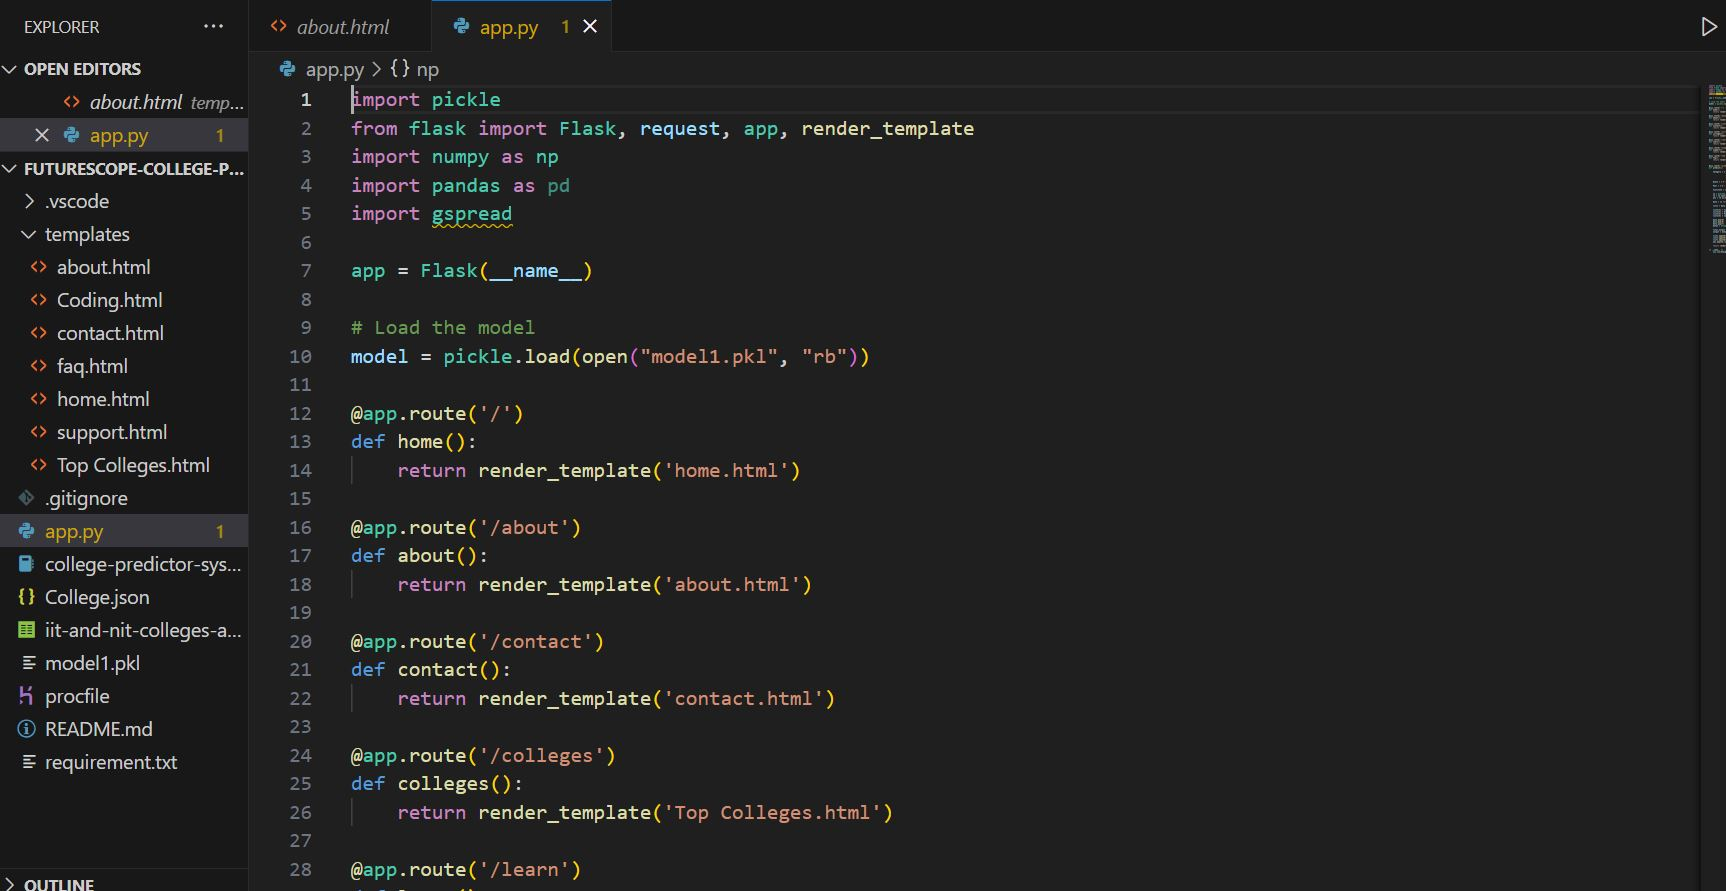 EXPLORER ...
OPEN EDITORS
about.html temp...
app.py 1
FUTURESCOPE-COLLEGE-P...
.vscode
templates
about.html
Coding.html
contact.html
faq.html
home.html
support.html
Top Colleges.html
.gitignore
app.py 1
college-predictor-sys...
College.json
iit-and-nit-colleges-a...
model1.pkl
procfile
README.md
requirement.txt
OUTLINE
about.html
app.py 1
app.py > {} np
1 import pickle
2 from flask import Flask, request, app, render_template
3 import numpy as np
4 import pandas as pd
5 import gspread
6
7 app = Flask(__name__)
8
9 # Load the model
10 model = pickle.load(open("model1.pkl", "rb"))
11
12 @app.route('/')
13 def home():
14 return render_template('home.html')
15
16 @app.route('/about')
17 def about():
18 return render_template('about.html')
19
20 @app.route('/contact')
21 def contact():
22 return render_template('contact.html')
23
24 @app.route('/colleges')
25 def colleges():
26 return render_template('Top Colleges.html')
27
28 @app.route('/learn')